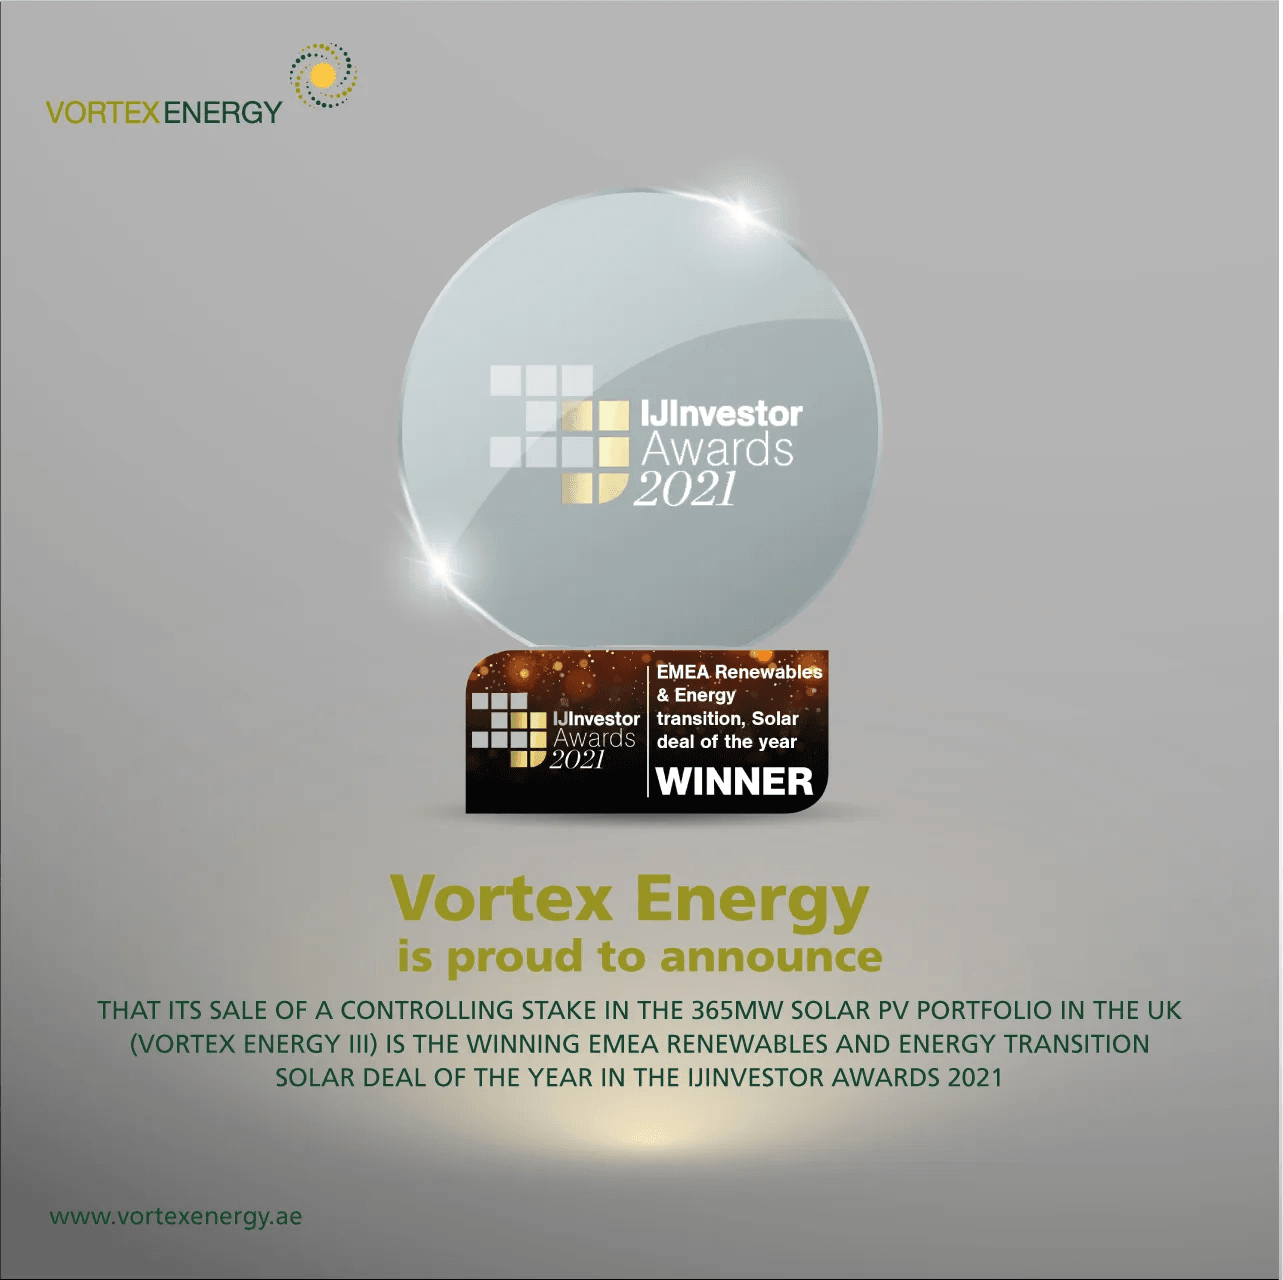 VORTEX ENERGY
IJInvestor
Awards
2021
IJInvestor
Awards
2021
EMEA Renewables
& Energy
transition, Solar
deal of the year
WINNER
Vortex Energy
is proud to announce
THAT ITS SALE OF A CONTROLLING STAKE IN THE 365MW SOLAR PV PORTFOLIO IN THE UK
(VORTEX ENERGY III) IS THE WINNING EMEA RENEWABLES AND ENERGY TRANSITION
SOLAR DEAL OF THE YEAR IN THE IJINVESTOR AWARDS 2021
www.vortexenergy.ae